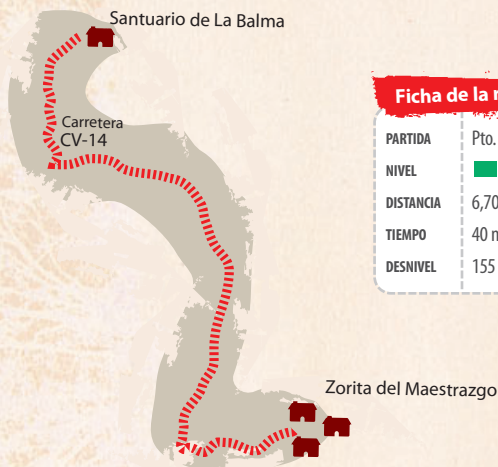 Santuario de La Balma
Carretera
CV-14
Ficha de la
PARTIDA Pto.
NIVEL
DISTANCIA 6,70
TIEMPO 40
DESNIVEL 155
Zorita del Maestrazgo